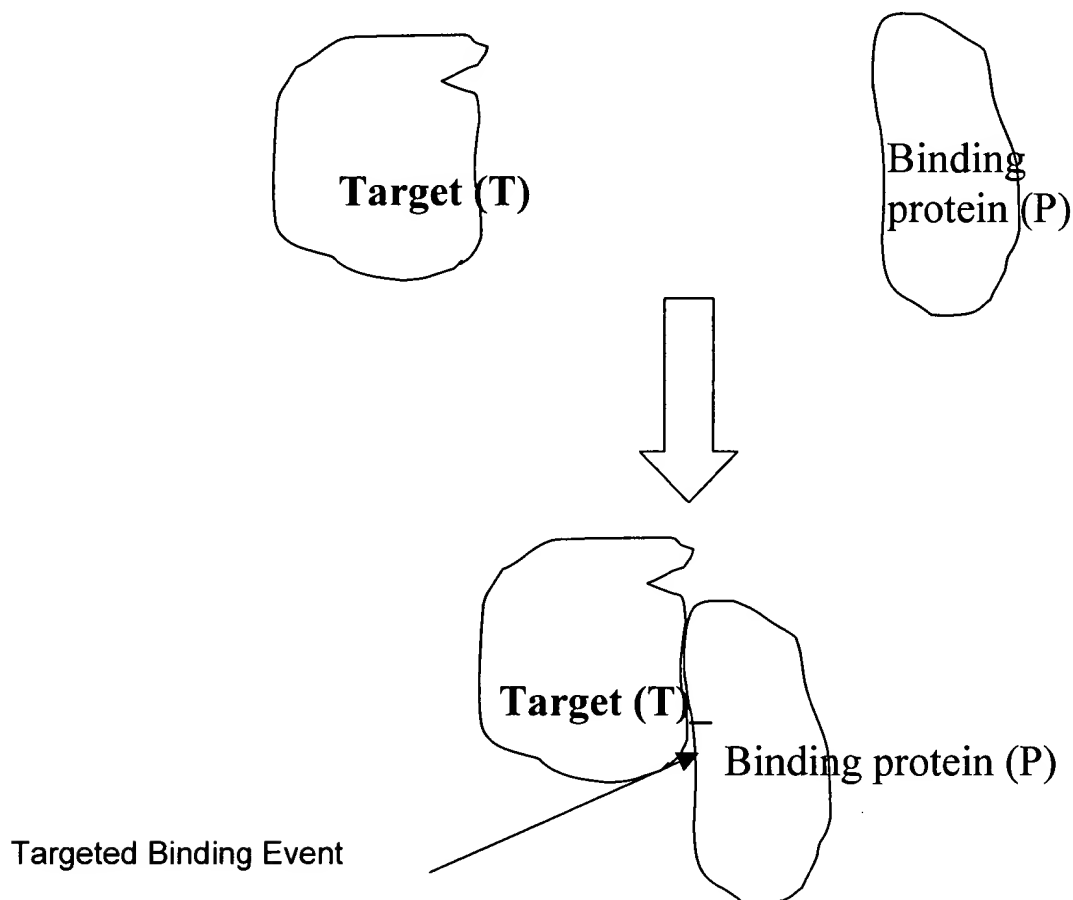 Target (T)
Binding
protein (P)
Target (T)
Binding protein (P)
Targeted Binding Event